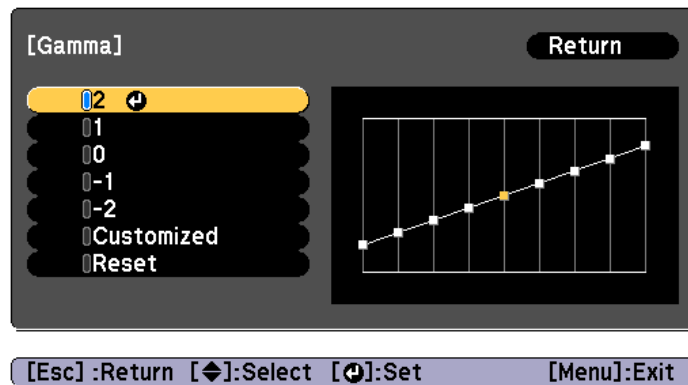 [Gamma]
Return
2
1
0
-1
-2
Customized
Reset
[Esc] :Return [◆]:Select [↵]:Set [Menu]:Exit